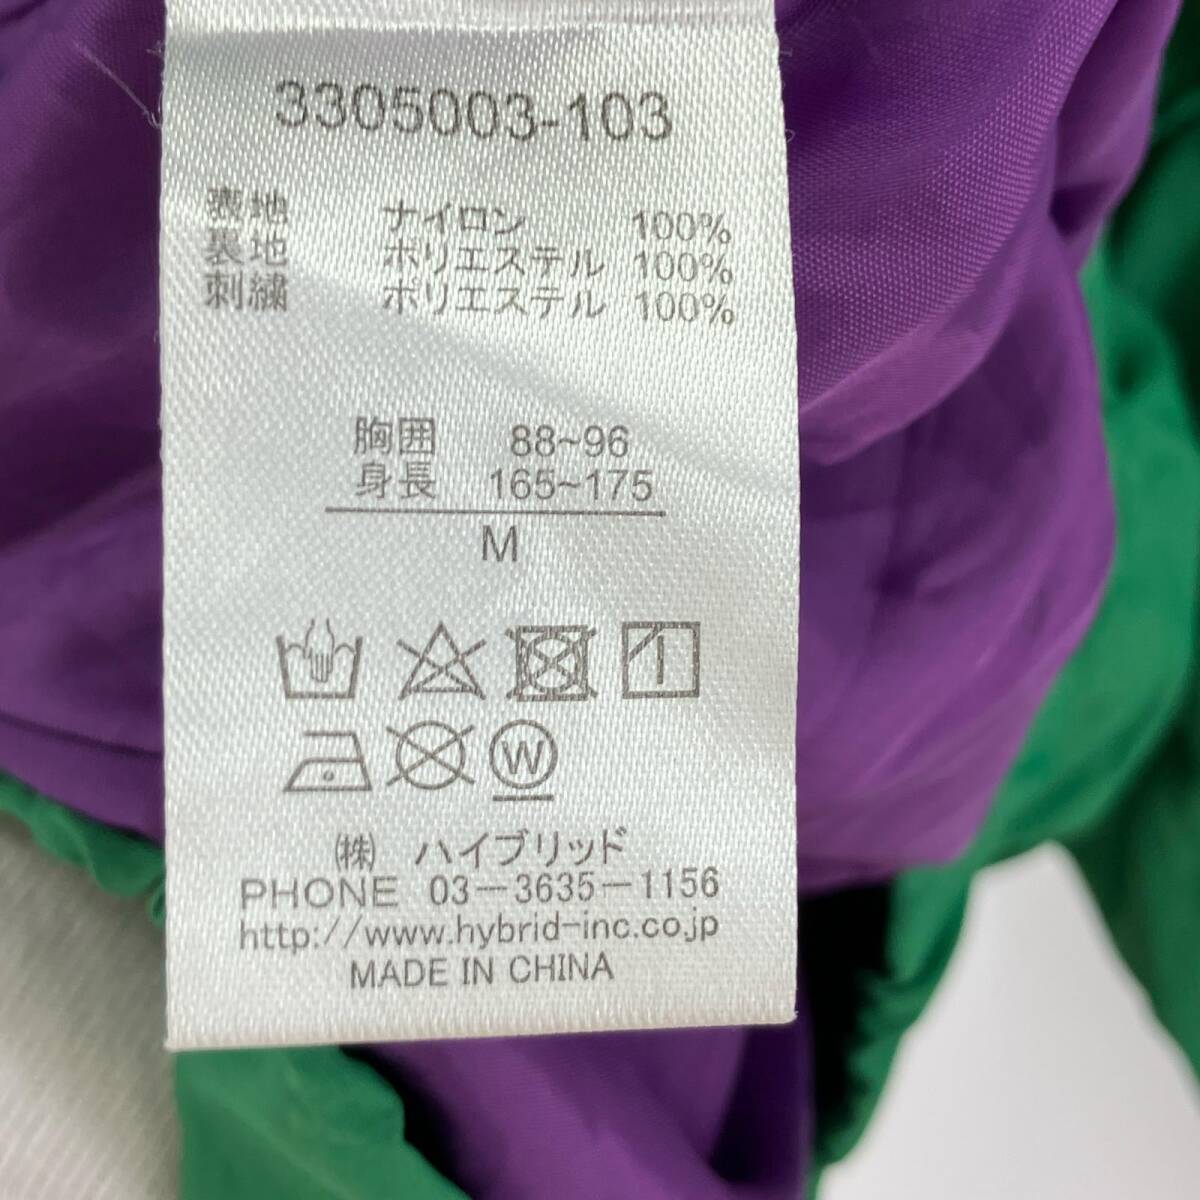 3305003-103
表地 ナイロン 100%
裏地 ポリエステル 100%
刺繍 ポリエステル 100%
胸囲 88~96
身長 165~175
M
W
㈱ ハイブリッド
PHONE 03-3635-1156
http://www.hybrid-inc.co.jp
MADE IN CHINA